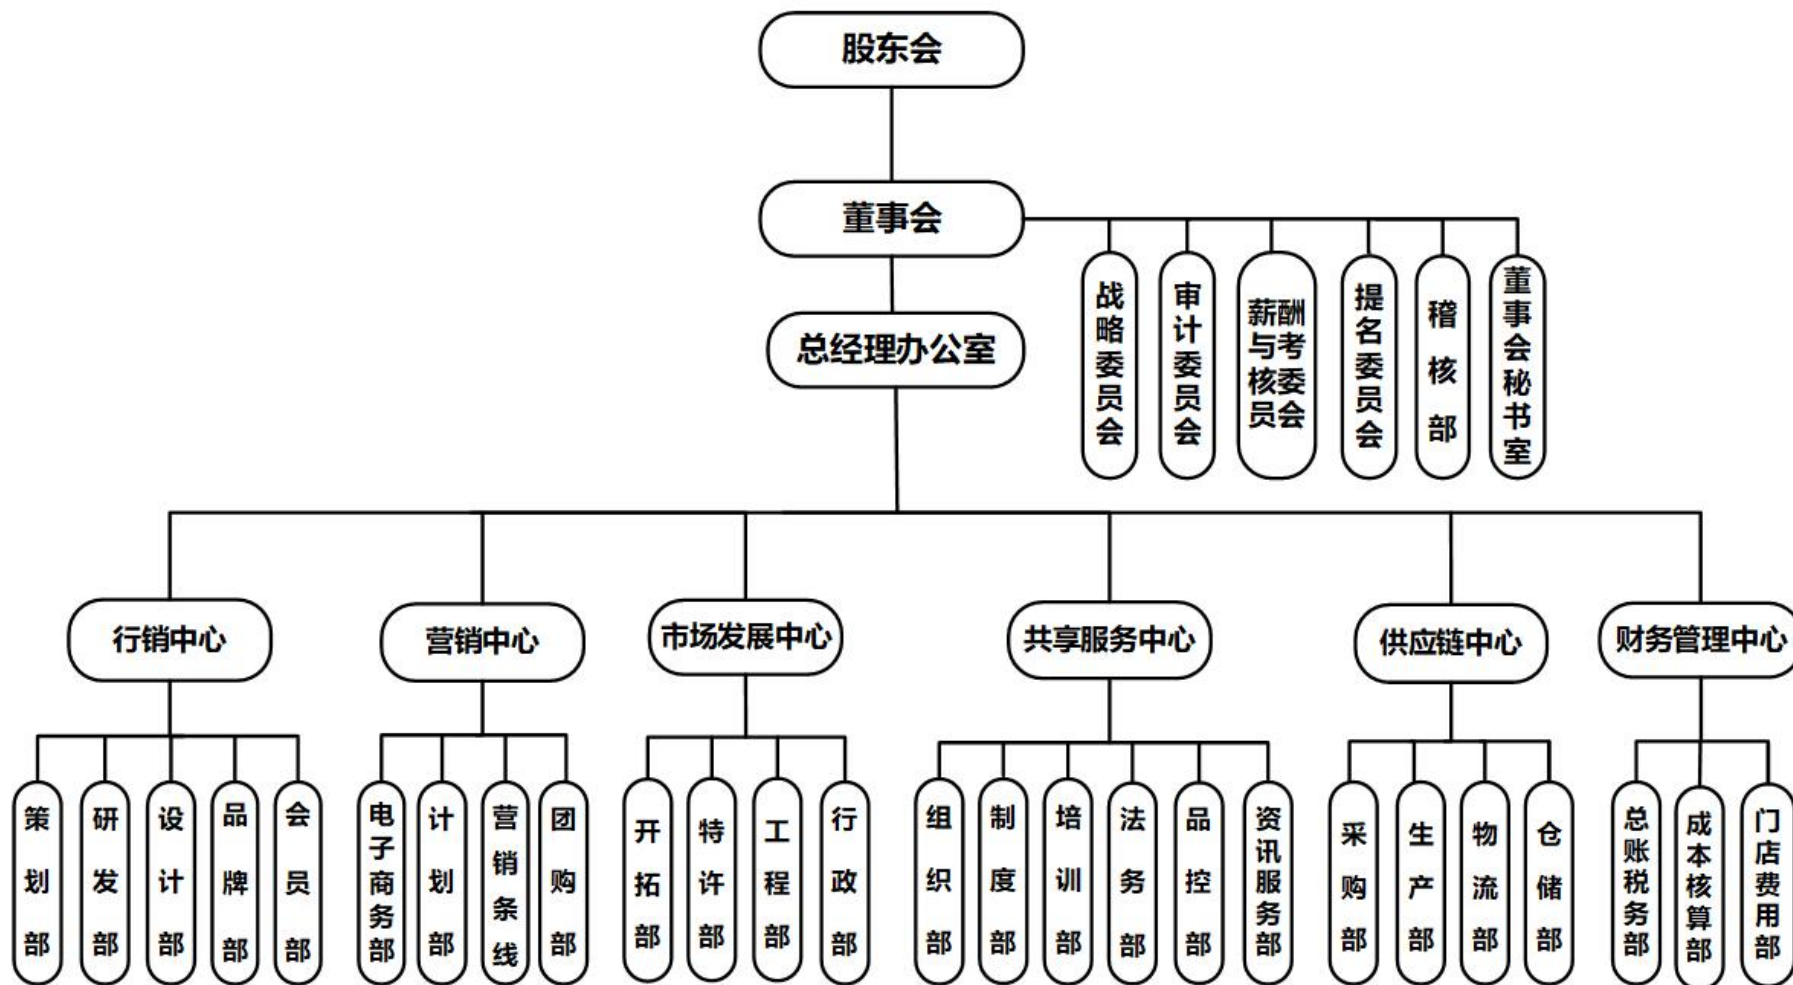 股东会
董事会
总经理办公室
战略委员会
审计委员会
薪酬与考核委员会
提名委员会
稽核部
董事会秘书室
行销中心
营销中心
市场发展中心
共享服务中心
供应链中心
财务管理中心
策划部
研发部
设计部
品牌部
会员部
电子商务部
计划部
营销条线
团购部
开拓部
特许部
工程部
行政部
组织部
制度部
培训部
法务部
品控部
资讯服务部
采购部
生产部
物流部
仓储部
总账税务部
成本核算部
门店费用部